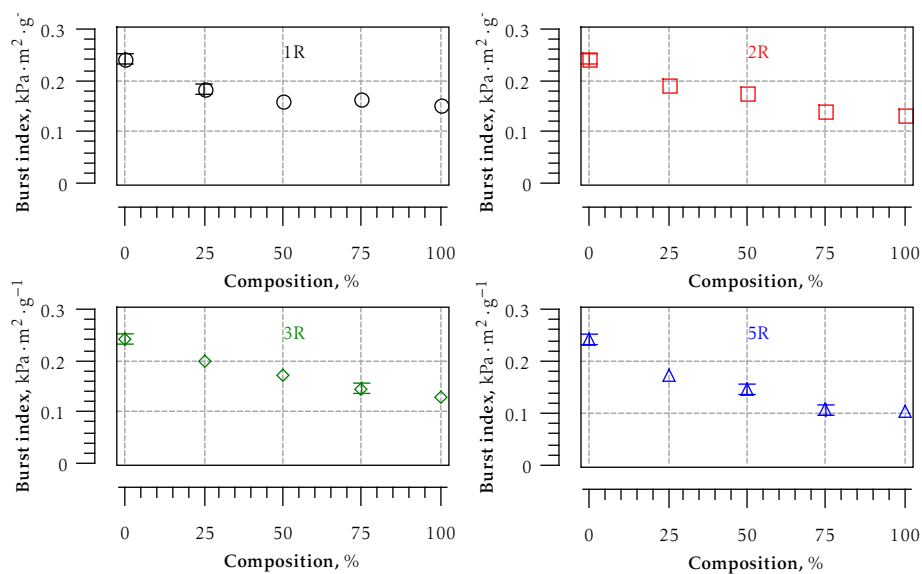 0.3
0.2
0.1
0
Burst index, kPa·m²·g⁻
1R
0 25 50 75 100
Composition, %
0.3
0.2
0.1
0
Burst index, kPa·m²·g⁻
2R
0 25 50 75 100
Composition, %
0.3
0.2
0.1
0
Burst index, kPa·m²·g⁻¹
3R
0 25 50 75 100
Composition, %
0.3
0.2
0.1
0
Burst index, kPa·m²·g⁻¹
5R
0 25 50 75 100
Composition, %